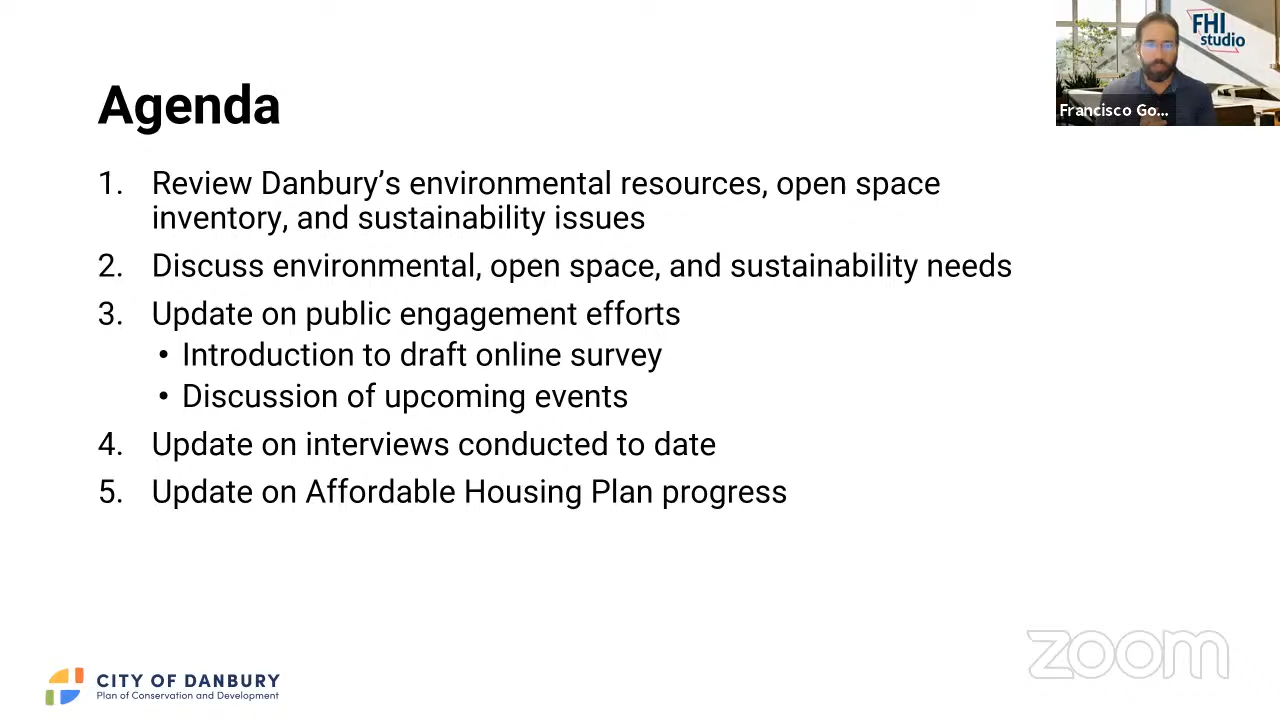 FHI
studio
Francisco Go...
Agenda
1. Review Danbury’s environmental resources, open space
inventory, and sustainability issues
2. Discuss environmental, open space, and sustainability needs
3. Update on public engagement efforts
• Introduction to draft online survey
• Discussion of upcoming events
4. Update on interviews conducted to date
5. Update on Affordable Housing Plan progress
CITY OF DANBURY
Plan of Conservation and Development
zoom